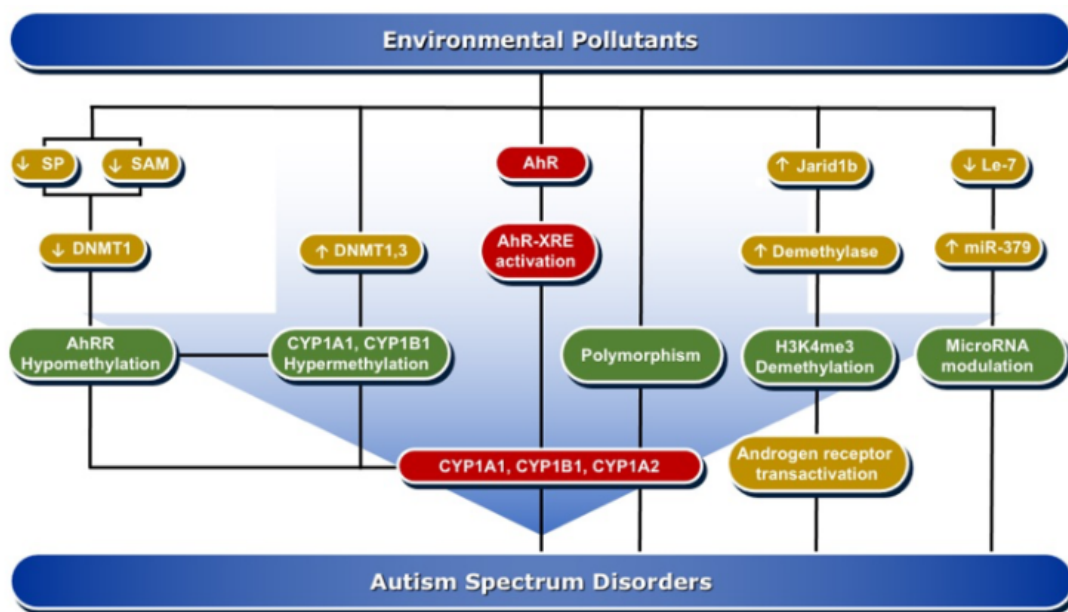 Environmental Pollutants
↓ SP
↓ SAM
AhR
↑ Jarid1b
↓ Le-7
↓ DNMT1
↑ DNMT1,3
AhR-XRE
activation
↑ Demethylase
↑ miR-379
AhRR
Hypomethylation
CYP1A1, CYP1B1
Hypermethylation
Polymorphism
H3K4me3
Demethylation
MicroRNA
modulation
CYP1A1, CYP1B1, CYP1A2
Androgen receptor
transactivation
Autism Spectrum Disorders